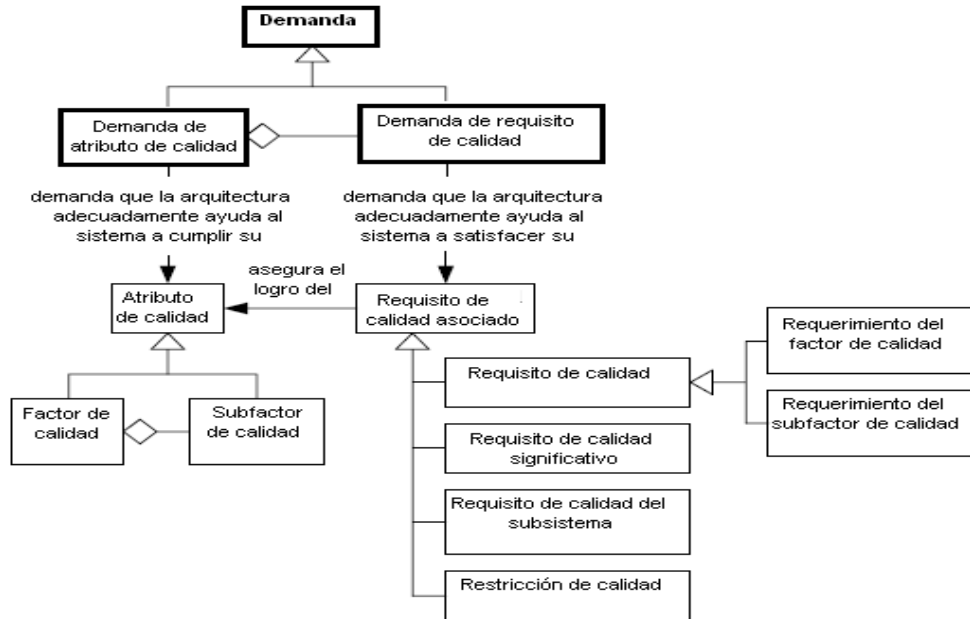 Demanda
Demanda de
atributo de calidad
Demanda de requisito
de calidad
demanda que la arquitectura
adecuadamente ayuda al
sistema a cumplir su
demanda que la arquitectura
adecuadamente ayuda al
sistema a satisfacer su
asegura el
logro del
Atributo
de calidad
Requisito de
calidad asociado
Factor de
calidad
Subfactor
de calidad
Requisito de calidad
Requerimiento del
factor de calidad
Requerimiento del
subfactor de calidad
Requisito de calidad
significativo
Requisito de calidad del
subsistema
Restricción de calidad